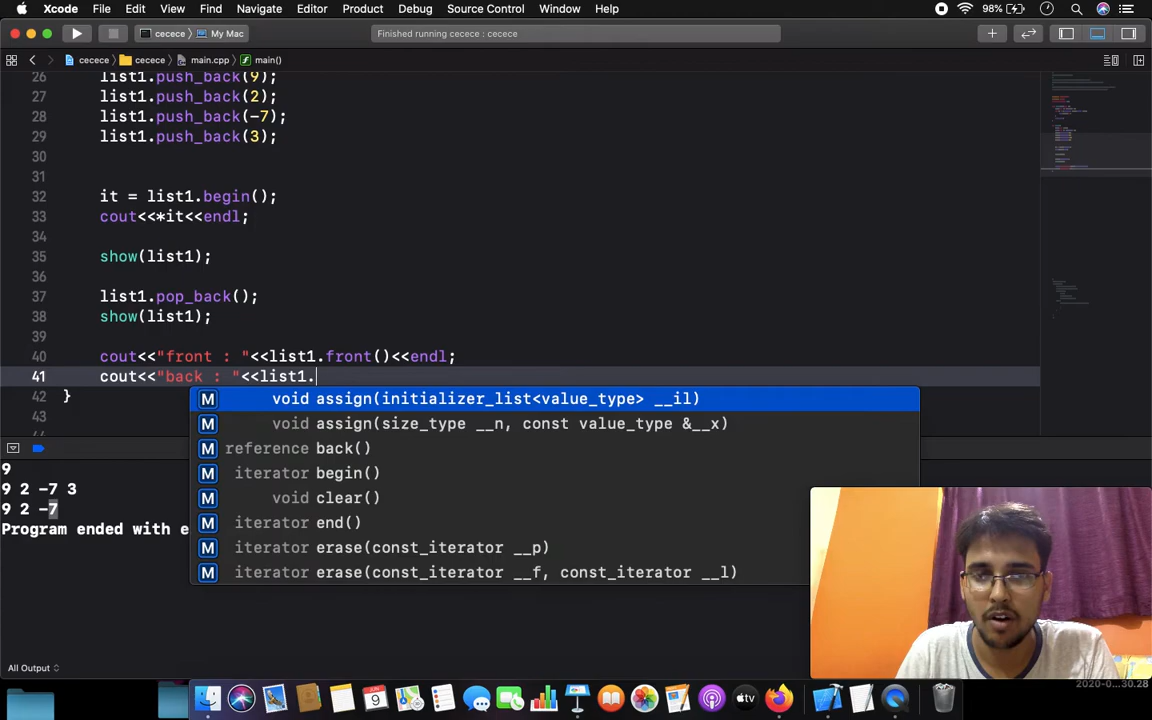 Xcode File Edit View Find Navigate Editor Product Debug Source Control Window Help 98%
cecece My Mac Finished running cecece : cecece
cecece cecece main.cpp main()
26 list1.push_back(9);
27 list1.push_back(2);
28 list1.push_back(-7);
29 list1.push_back(3);
30
31
32 it = list1.begin();
33 cout<<*it<<endl;
34
35 show(list1);
36
37 list1.pop_back();
38 show(list1);
39
40 cout<<"front : "<<list1.front()<<endl;
41 cout<<"back : "<<list1.
42 }
43
M void assign(initializer_list<value_type> __il)
M void assign(size_type __n, const value_type &__x)
M reference back()
M iterator begin()
M void clear()
M iterator end()
M iterator erase(const_iterator __p)
M iterator erase(const_iterator __f, const_iterator __l)
9
9 2 -7 3
9 2 -7
Program ended with e
All Output
tv